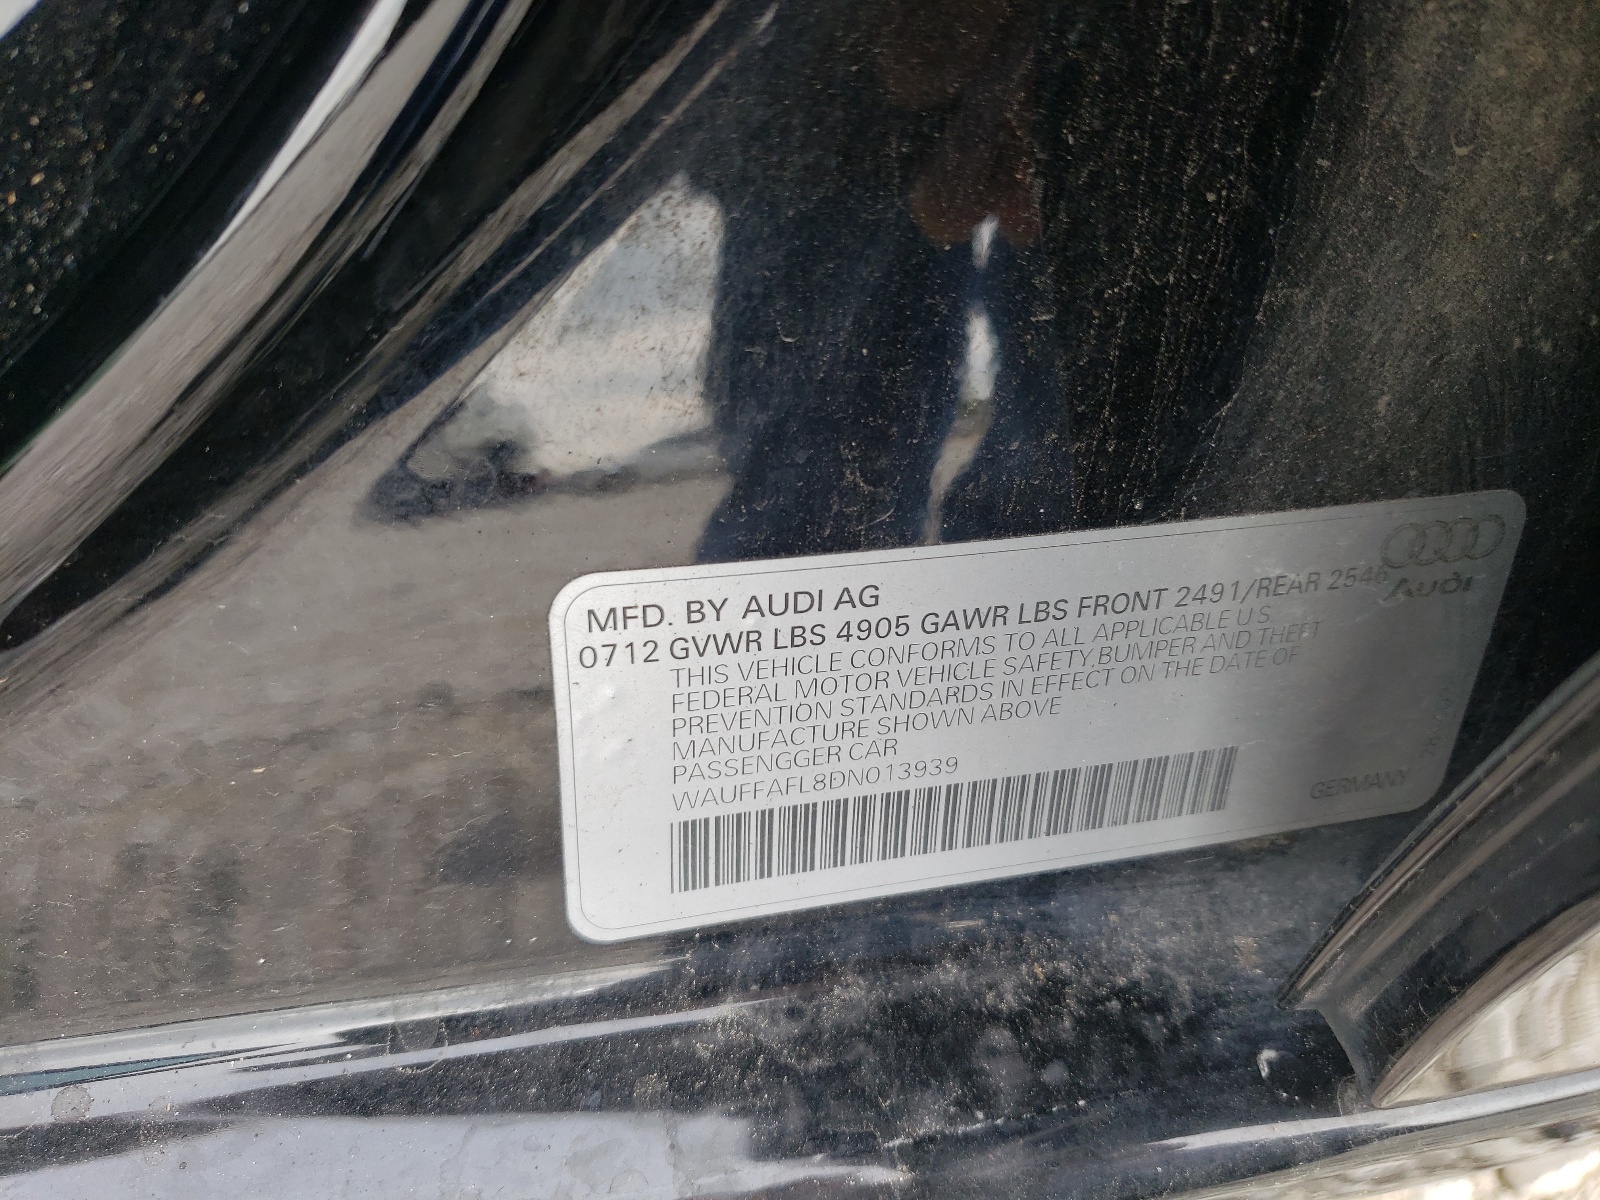 MFD. BY AUDI AG
Audi
0712 GVWR LBS 4905 GAWR LBS FRONT 2491/REAR 2546
THIS VEHICLE CONFORMS TO ALL APPLICABLE U S
FEDERAL MOTOR VEHICLE SAFETY,BUMPER AND THEFT
PREVENTION STANDARDS IN EFFECT ON THE DATE OF
MANUFACTURE SHOWN ABOVE
PASSENGGER CAR
WAUFFAFL8DN013939
GERMANY